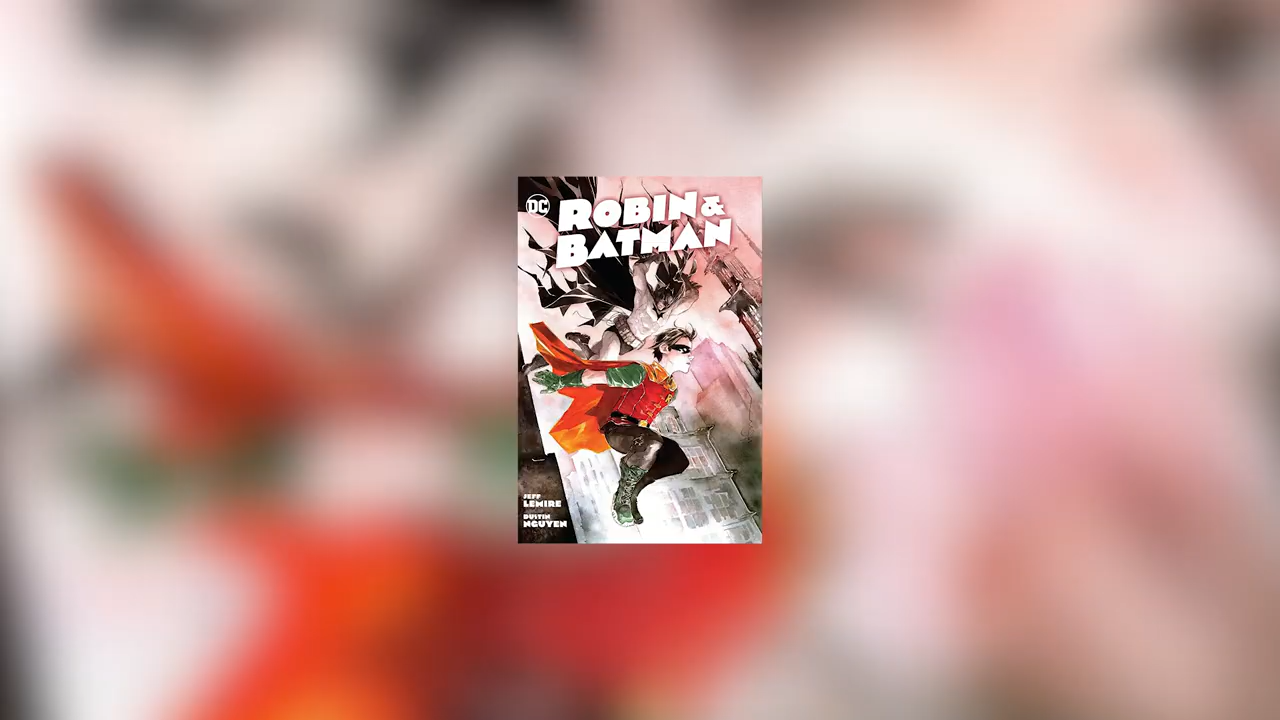 DC
ROBIN &
BATMAN
JEFF
LEMIRE
DUSTIN
NGUYEN